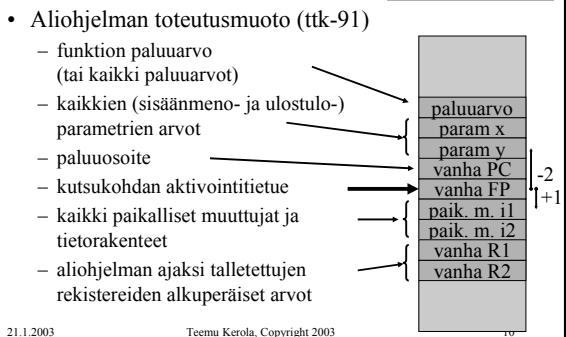 • Aliohjelman toteutusmuoto (ttk-91)
– funktion paluuarvo
(tai kaikki paluuarvot)
– kaikkien (sisäänmeno- ja ulostulo-)
parametrien arvot
– paluuosoite
– kutsukohdan aktivointitietue
– kaikki paikalliset muuttujat ja
tietorakenteet
– aliohjelman ajaksi talletettujen
rekistereiden alkuperäiset arvot
paluuarvo
param x
param y
vanha PC
vanha FP
paik. m. i1
paik. m. i2
vanha R1
vanha R2
-2
+1
21.1.2003
Teemu Kerola, Copyright 2003